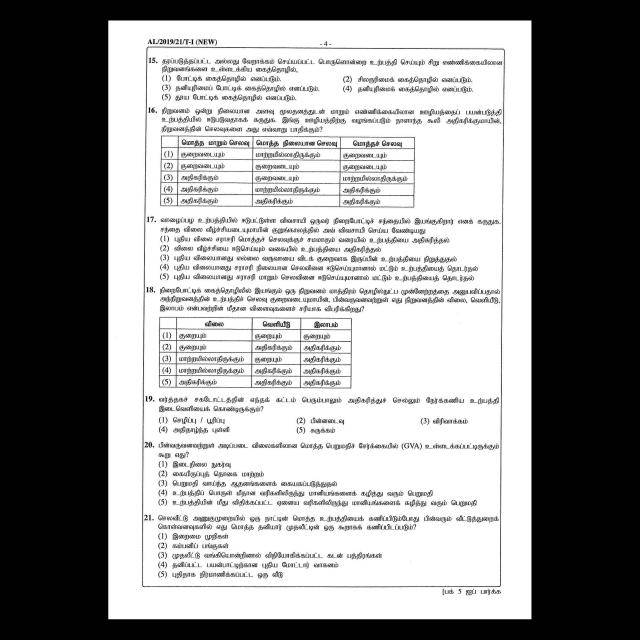 AL/2019/21/T-I (NEW)
- 4 -
15. தரப்படுத்தப்பட்ட அல்லது வேறாக்கம் செய்யப்பட்ட பொருளொன்றை உற்பத்தி செய்யும் சிறு எண்ணிக்கையிலான
நிறுவனங்களை உள்ளடக்கிய கைத்தொழில்,
(1) போட்டிக் கைத்தொழில் எனப்படும். (2) சிலருரிமைக் கைத்தொழில் எனப்படும்.
(3) தனியுரிமைப் போட்டிக் கைத்தொழில் எனப்படும். (4) தனியுரிமைக் கைத்தொழில் எனப்படும்.
(5) தூய போட்டிக் கைத்தொழில் எனப்படும்.
16. நிறுவனம் ஒன்று நிலையான அளவு மூலதனத்துடன் மாறும் எண்ணிக்கையிலான ஊழியத்தைப் பயன்படுத்தி
உற்பத்தியில் ஈடுபடுவதாகக் கருதுக. இங்கு ஊழியத்திற்கு வழங்கப்படும் நாளாந்த கூலி அதிகரிக்குமாயின்,
நிறுவனத்தின் செலவுகளை அது எவ்வாறு பாதிக்கும்?
மொத்த மாறும் செலவு மொத்த நிலையான செலவு மொத்தச் செலவு
(1) குறைவடையும் மாற்றமில்லாதிருக்கும் குறைவடையும்
(2) குறைவடையும் குறைவடையும் குறைவடையும்
(3) அதிகரிக்கும் குறைவடையும் மாற்றமில்லாதிருக்கும்
(4) அதிகரிக்கும் மாற்றமில்லாதிருக்கும் அதிகரிக்கும்
(5) அதிகரிக்கும் அதிகரிக்கும் அதிகரிக்கும்
17. வாழைப்பழ உற்பத்தியில் ஈடுபட்டுள்ள விவசாயி ஒருவர் நிறைபோட்டிச் சந்தையில் இயங்குகிறார் எனக் கருதுக.
சந்தை விலை வீழ்ச்சியடையுமாயின் குறுங்காலத்தில் அவ் விவசாயி செய்ய வேண்டியது
(1) புதிய விலை சராசரி மொத்தச் செலவுக்குச் சமமாகும் வரையில் உற்பத்தியை அதிகரித்தல்
(2) விலை வீழ்ச்சியை ஈடுசெய்யும் வகையில் உற்பத்தியை அதிகரித்தல்
(3) புதிய விலையானது எல்லை வருவாயை விடக் குறைவாக இருப்பின் உற்பத்தியை நிறுத்துதல்
(4) புதிய விலையானது சராசரி நிலையான செலவினை ஈடுசெய்யுமானால் மட்டும் உற்பத்தியைத் தொடர்தல்
(5) புதிய விலையானது சராசரி மாறும் செலவினை ஈடுசெய்யுமானால் மட்டும் உற்பத்தியைத் தொடர்தல்
18. நிறைபோட்டிக் கைத்தொழிலில் இயங்கும் ஒரு நிறுவனம் மாத்திரம் தொழில்நுட்ப முன்னேற்றத்தை அனுபவிப்பதால்
அந்நிறுவனத்தின் உற்பத்திச் செலவு குறைவடையுமாயின், பின்வருவனவற்றுள் எது நிறுவனத்தின் விலை, வெளியீடு,
இலாபம் என்பவற்றின் மீதான விளைவுகளைச் சரியாக விபரிக்கிறது?
விலை வெளியீடு இலாபம்
(1) குறையும் குறையும் குறையும்
(2) குறையும் அதிகரிக்கும் அதிகரிக்கும்
(3) மாற்றமில்லாதிருக்கும் குறையும் அதிகரிக்கும்
(4) மாற்றமில்லாதிருக்கும் அதிகரிக்கும் அதிகரிக்கும்
(5) அதிகரிக்கும் அதிகரிக்கும் அதிகரிக்கும்
19. வர்த்தகச் சகடோட்டத்தின் எந்தக் கட்டம் பெரும்பாலும் அதிகரித்துச் செல்லும் நேர்கணிய உற்பத்தி
இடைவெளியைக் கொண்டிருக்கும்?
(1) செழிப்பு / பூரிப்பு (2) பின்னடைவு (3) விரிவாக்கம்
(4) அதிதாழ்ந்த புள்ளி (5) சுருக்கம்
20. பின்வருவனவற்றுள் அடிப்படை விலைகளிலான மொத்த பெறுமதிச் சேர்க்கையில் (GVA) உள்ளடக்கப்பட்டிருக்கும்
கூறு எது?
(1) இடைநிலை நுகர்வு
(2) கையிருப்புத் தொகை மாற்றம்
(3) பெறுமதி வாய்ந்த ஆதனங்களைக் கையகப்படுத்துதல்
(4) உற்பத்திப் பொருள் மீதான வரிகளிலிருந்து மானியங்களைக் கழித்து வரும் பெறுமதி
(5) உற்பத்தியின் மீது விதிக்கப்பட்ட ஏனைய வரிகளிலிருந்து மானியங்களைக் கழித்து வரும் பெறுமதி
21. செலவீட்டு அணுகுமுறையில் ஒரு நாட்டின் மொத்த உற்பத்தியைக் கணிப்பிடும்போது பின்வரும் வீட்டுத்துறைக்
கொள்வனவுகளில் எது மொத்த தனியார் முதலீட்டின் ஒரு கூறாகக் கணிப்பிடப்படும்?
(1) இறைமை முறிகள்
(2) கம்பனிப் பங்குகள்
(3) முதலீட்டு வங்கியொன்றினால் விநியோகிக்கப்பட்ட கடன் பத்திரங்கள்
(4) தனிப்பட்ட பயன்பாட்டிற்கான புதிய மோட்டார் வாகனம்
(5) புதிதாக நிர்மாணிக்கப்பட்ட ஒரு வீடு
[பக் 5 ஐப் பார்க்க